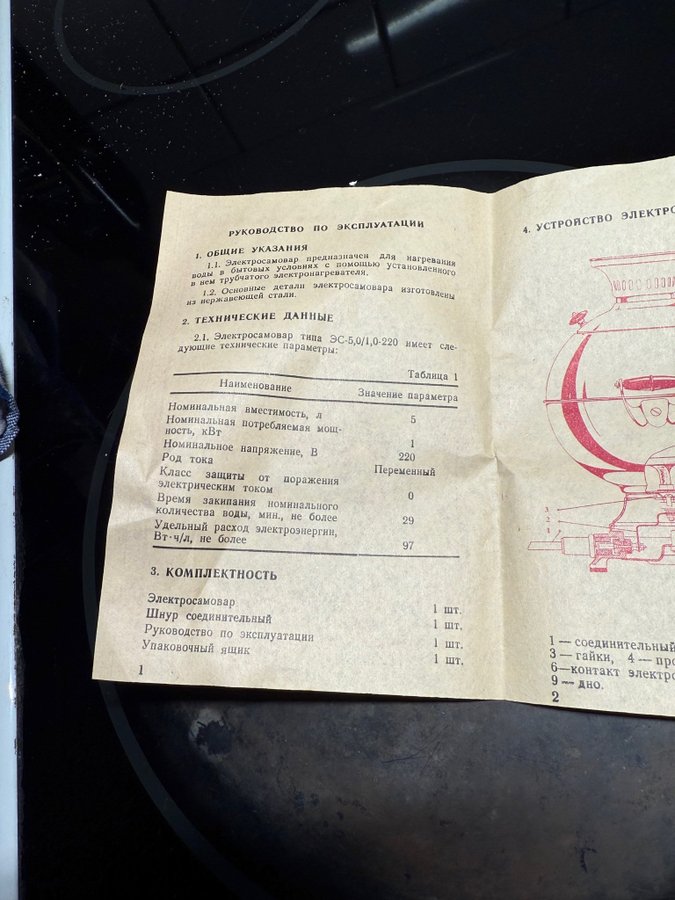 РУКОВОДСТВО ПО ЭКСПЛУАТАЦИИ
1. ОБЩИЕ УКАЗАНИЯ
1.1. Электросамовар предназначен для нагревания
воды в бытовых условиях с помощью установленного
в нем трубчатого электронагревателя.
1.2. Основные детали электросамовара изготовлены
из нержавеющей стали.
2. ТЕХНИЧЕСКИЕ ДАННЫЕ
2.1. Электросамовар типа ЭС-5,0/1,0-220 имеет сле-
дующие технические параметры:
Таблица 1
Наименование Значение параметра
Номинальная вместимость, л 5
Номинальная потребляемая мощ-
ность, кВт 1
Номинальное напряжение, В 220
Род тока Переменный
Класс защиты от поражения
электрическим током 0
Время закипания номинального
количества воды, мин., не более 29
Удельный расход электроэнергии,
Вт·ч/л, не более 97
3. КОМПЛЕКТНОСТЬ
Электросамовар 1 шт.
Шнур соединительный 1 шт.
Руководство по эксплуатации 1 шт.
Упаковочный ящик 1 шт.
1
4. УСТРОЙСТВО ЭЛЕКТРО
3
2
1 — соединительный
3 — гайки, 4 — про
6—контакт электро
9 — дно.
2